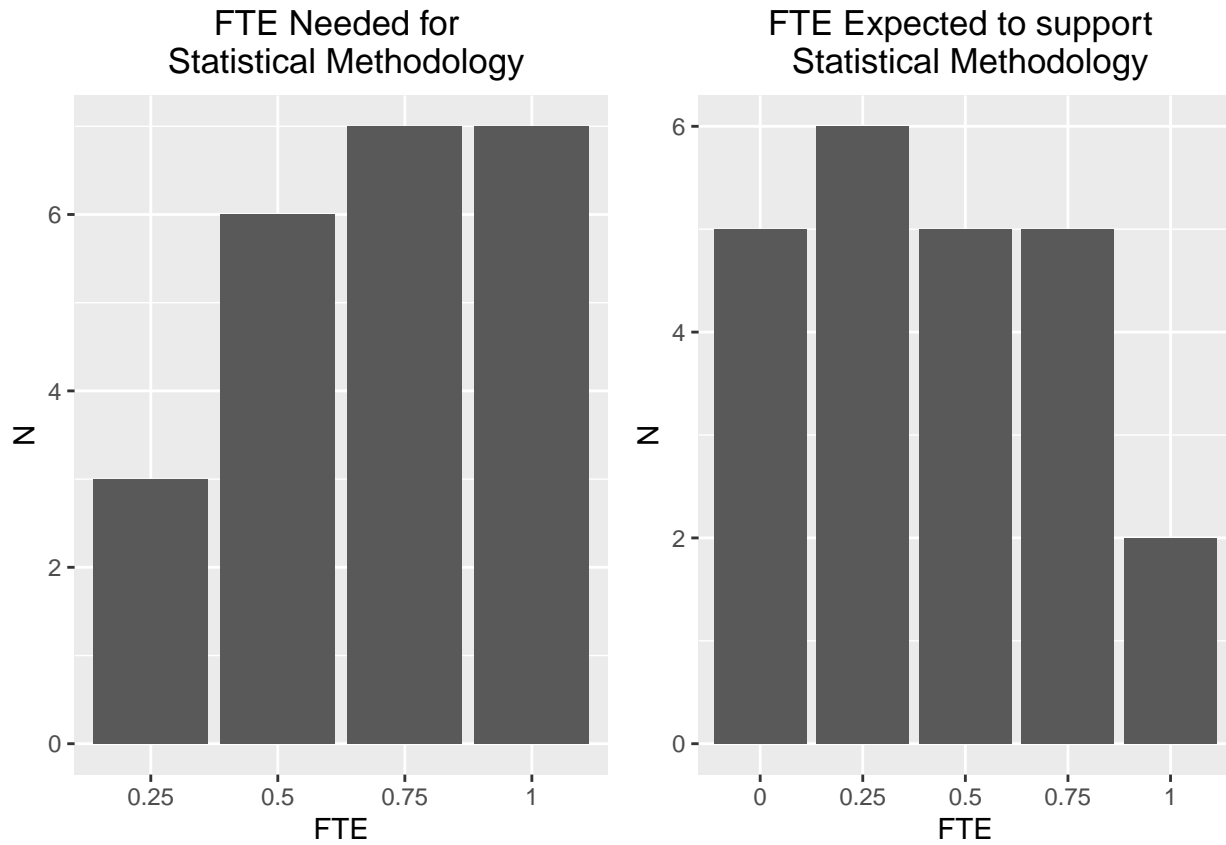 FTE Needed for
Statistical Methodology
N
6
4
2
0
0.25 0.5 0.75 1
FTE
FTE Expected to support
Statistical Methodology
N
6
4
2
0
0 0.25 0.5 0.75 1
FTE